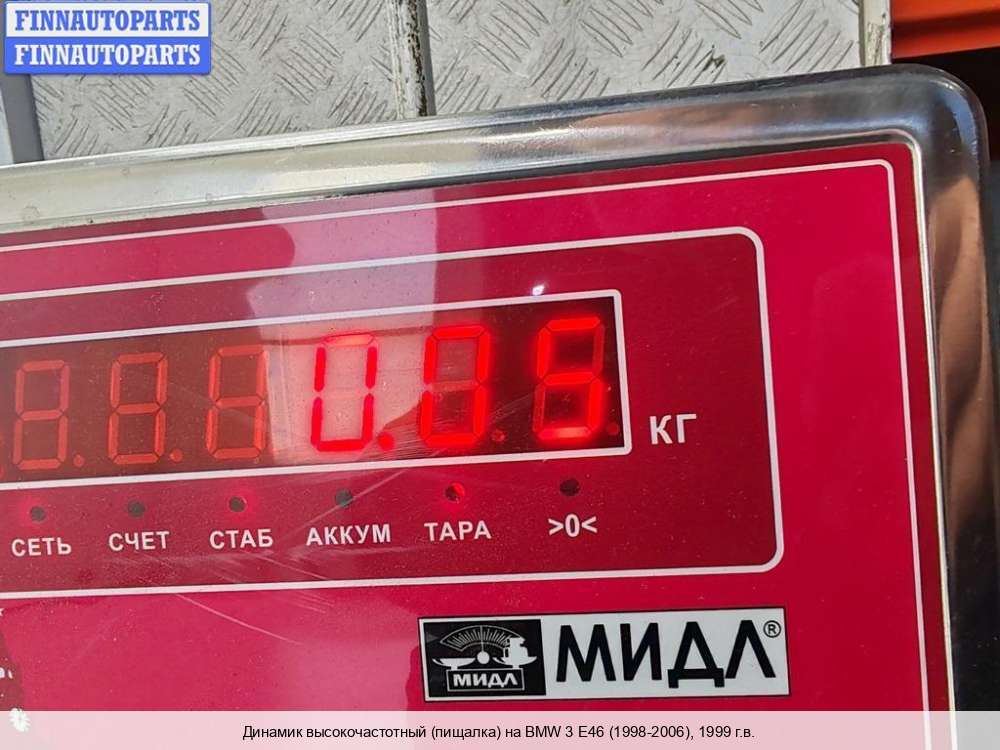 FINNAUTOPARTS
FINNAUTOPARTS
0.05
КГ
СЕТЬ СЧЕТ СТАБ АККУМ ТАРА >0<
МИДЛ МИДЛ®
Динамик высокочастотный (пищалка) на BMW 3 E46 (1998-2006), 1999 г.в.